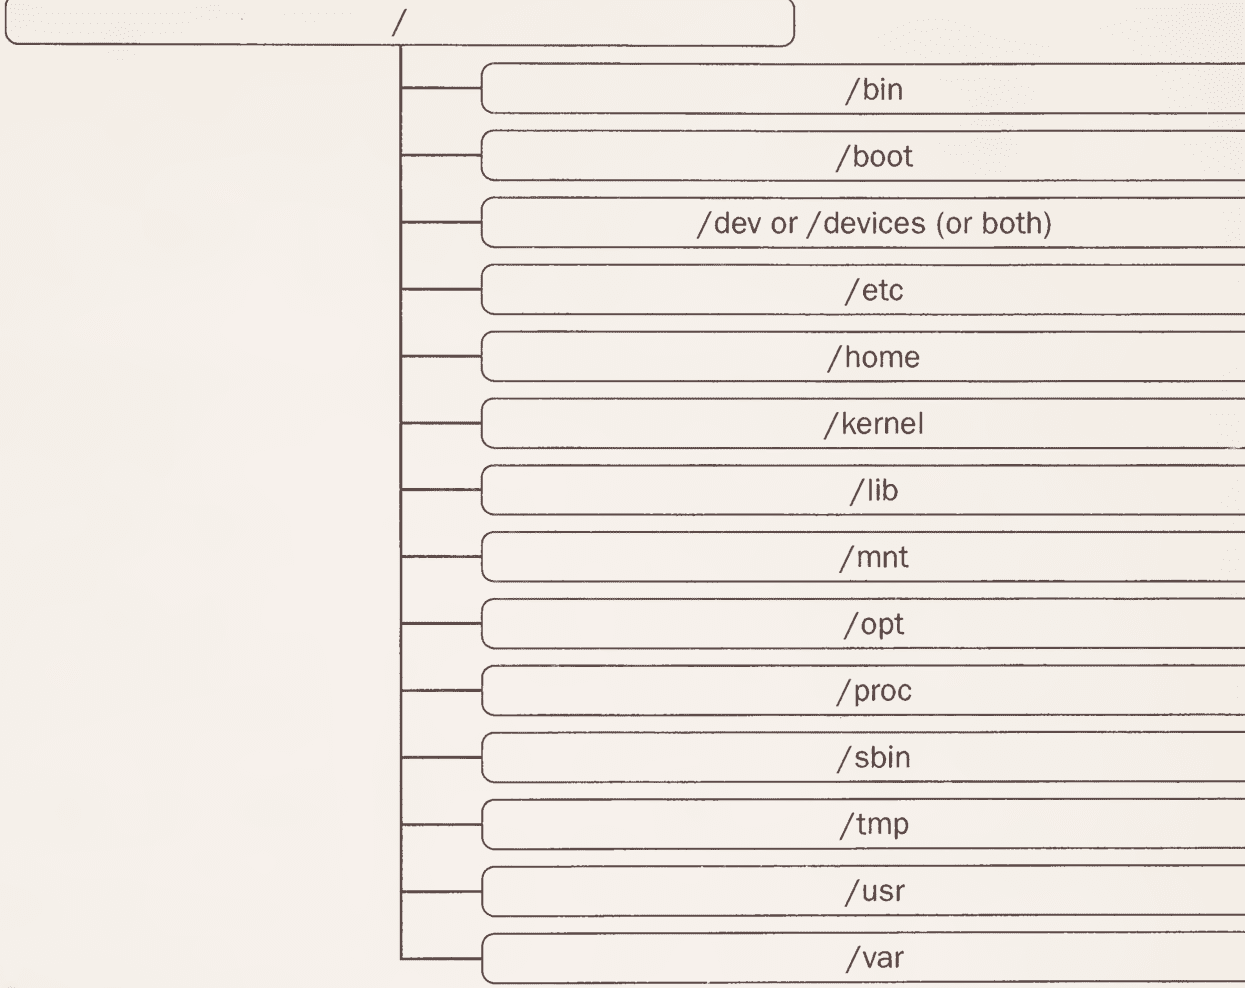 /
/bin
/boot
/dev or /devices (or both)
/etc
/home
/kernel
/lib
/mnt
/opt
/proc
/sbin
/tmp
/usr
/var